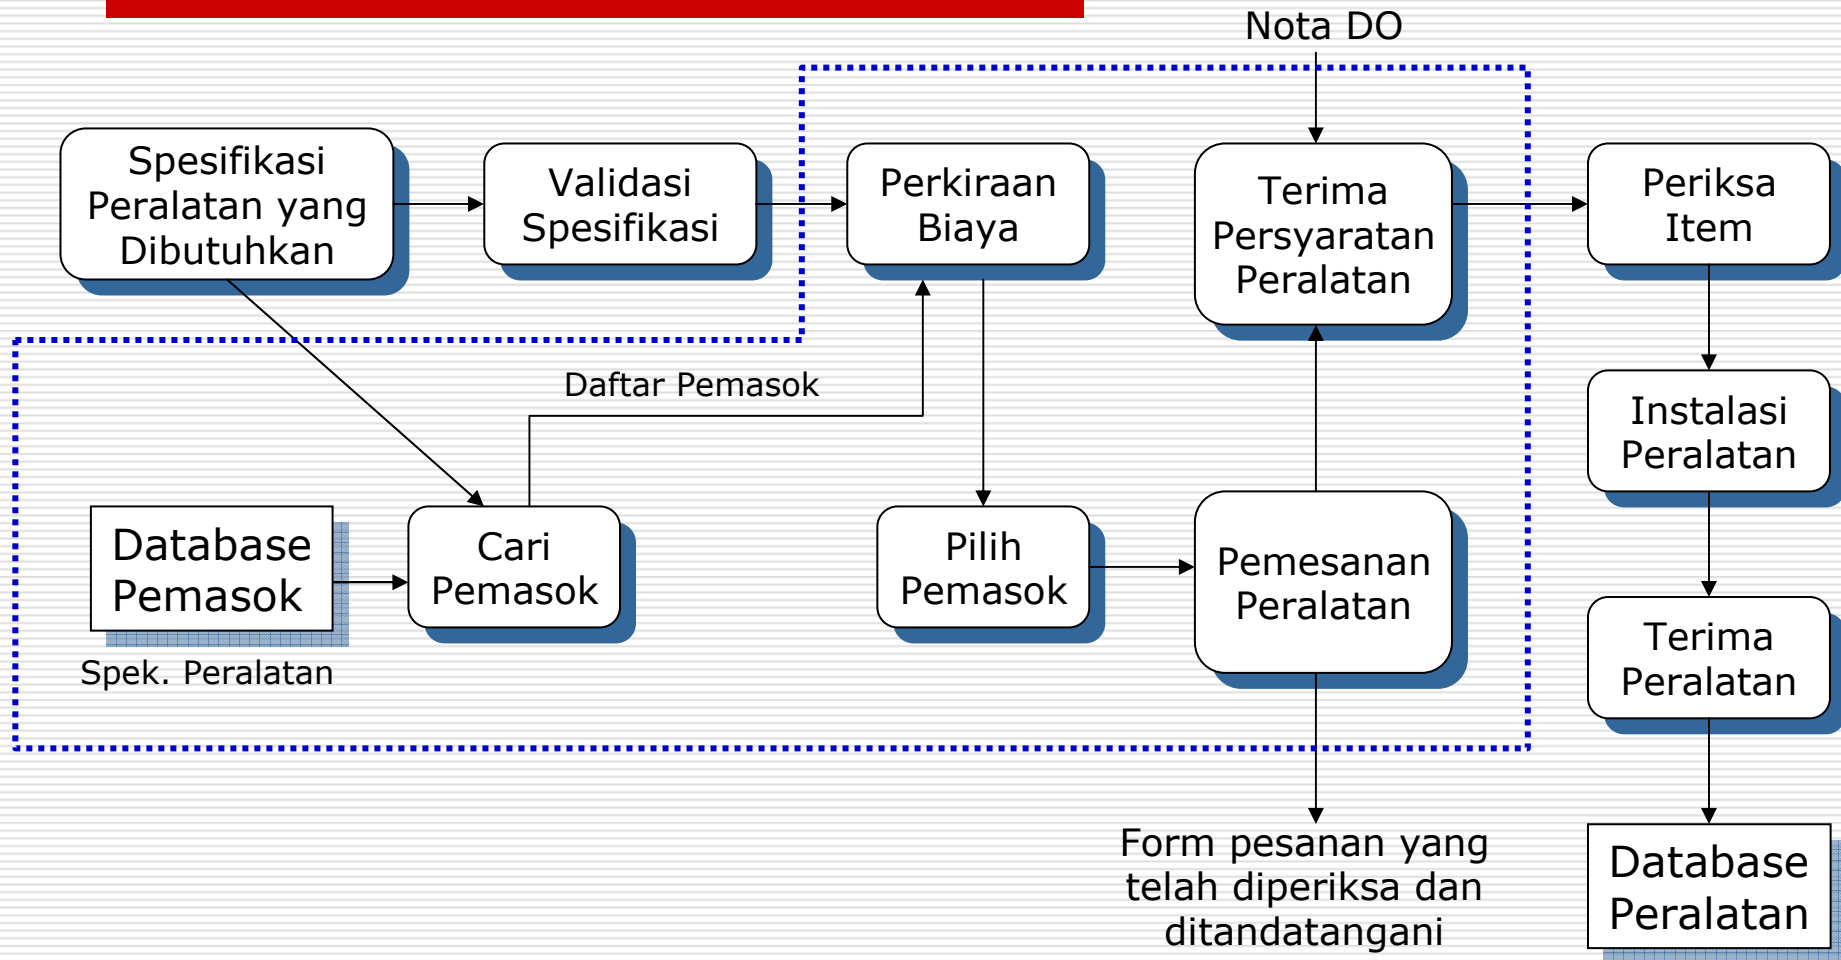 Nota DO
Spesifikasi
Peralatan yang
Dibutuhkan
Validasi
Spesifikasi
Perkiraan
Biaya
Terima
Persyaratan
Peralatan
Periksa
Item
Daftar Pemasok
Instalasi
Peralatan
Database
Pemasok
Spek. Peralatan
Cari
Pemasok
Pilih
Pemasok
Pemesanan
Peralatan
Terima
Peralatan
Form pesanan yang
telah diperiksa dan
ditandatangani
Database
Peralatan